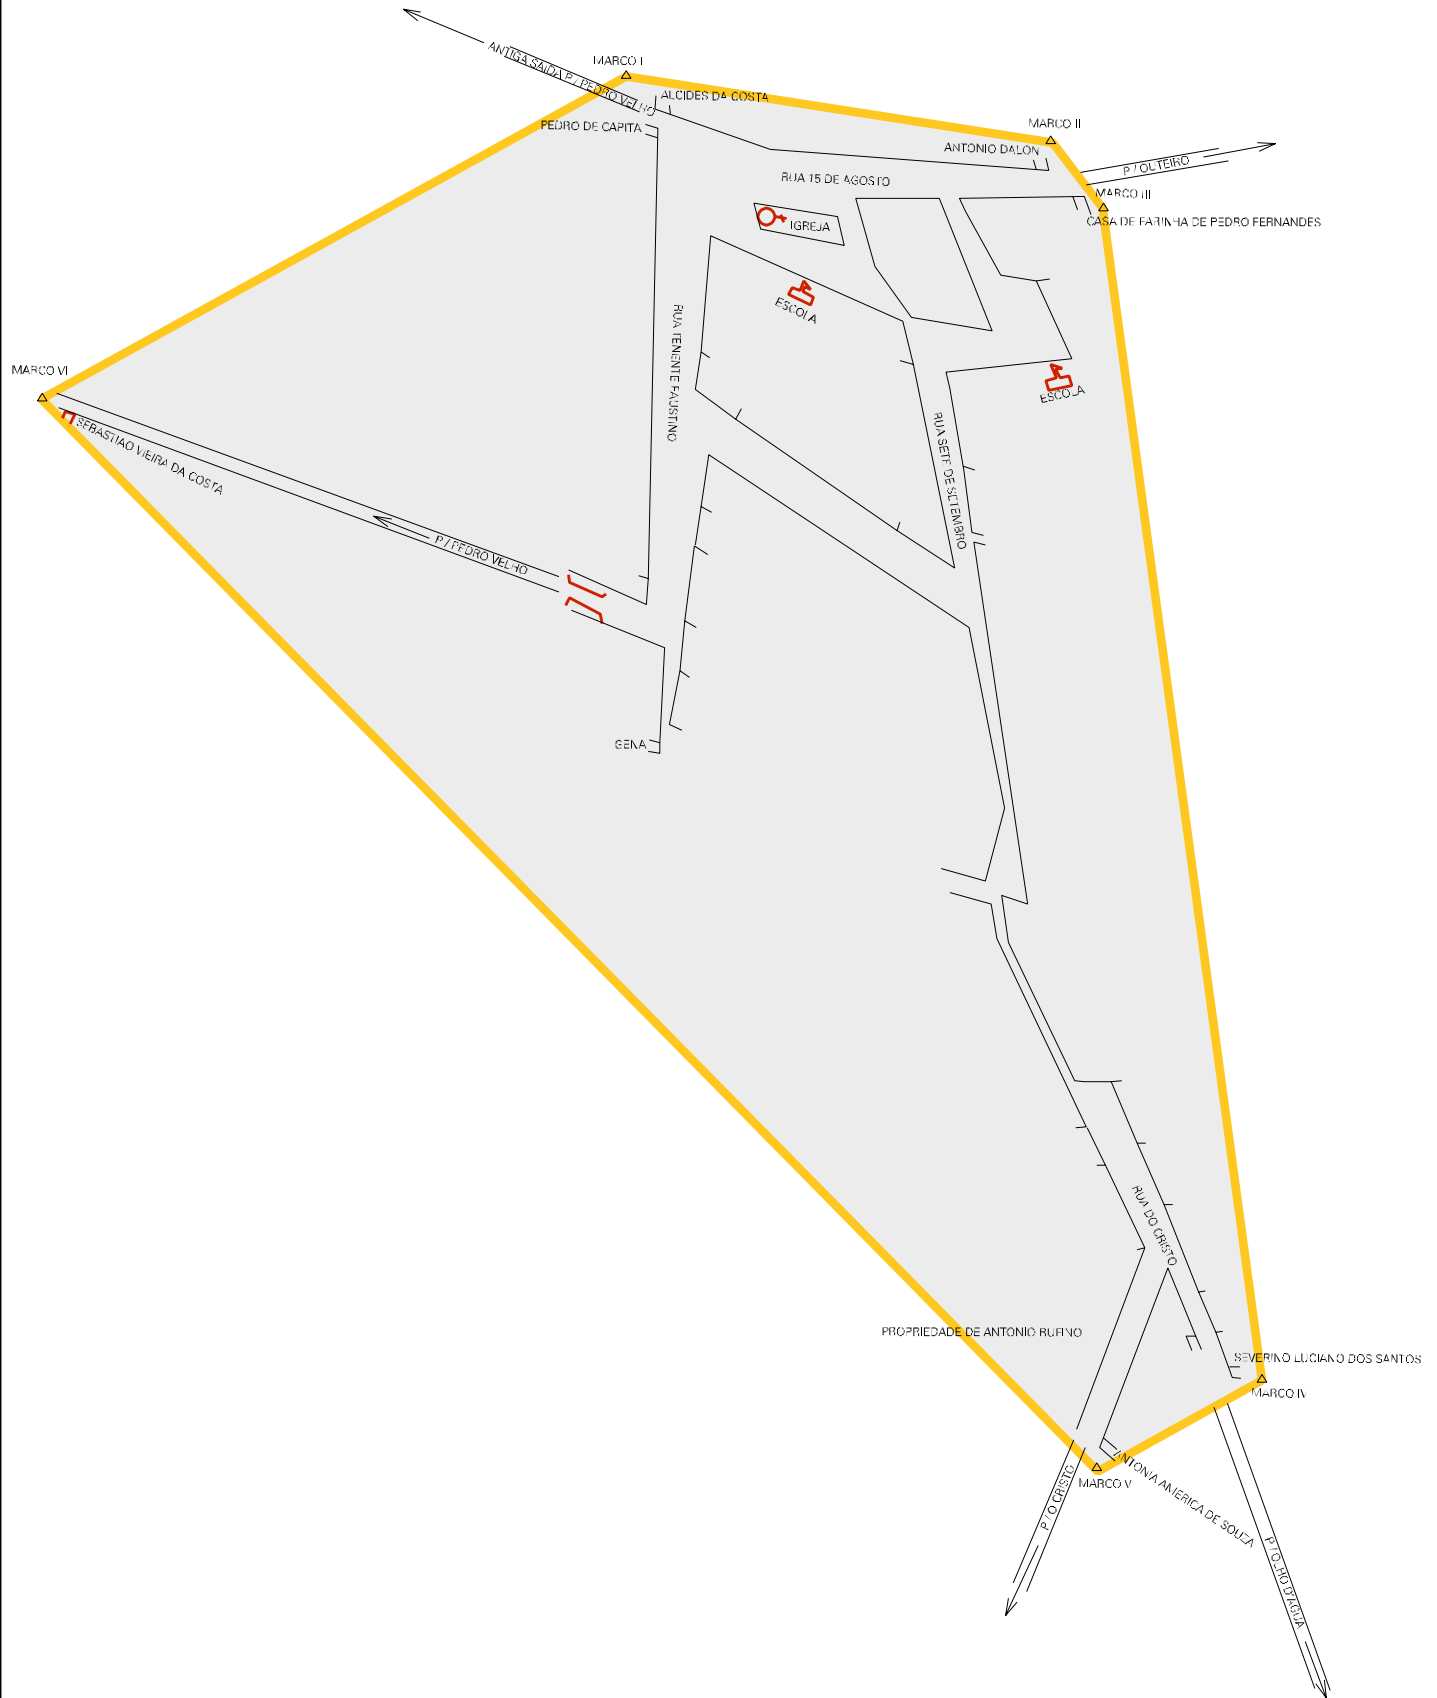 MARCO I
ANTIGA SAIDA P / PEDRO VELHO
ALCIDES DA COSTA
PEDRO DE CAPITA
MARCO II
ANTONIO DALON
P / OUTEIRO
RUA 15 DE AGOSTO
MARCO III
CASA DE FARINHA DE PEDRO FERNANDES
IGREJA
ESCOLA
RUA TENENTE FAUSTINO
MARCO VI
ESCOLA
SEBASTIAO VIEIRA DA COSTA
RUA SETE DE SETEMBRO
P / PEDRO VELHO
GENA
RUA DO CRISTO
PROPRIEDADE DE ANTONIO RUFINO
SEVERINO LUCIANO DOS SANTOS
MARCO IV
MARCO V
ANTONIA AMERICA DE SOUZA
P / O CRISTO
P / OLHO D'AGUA